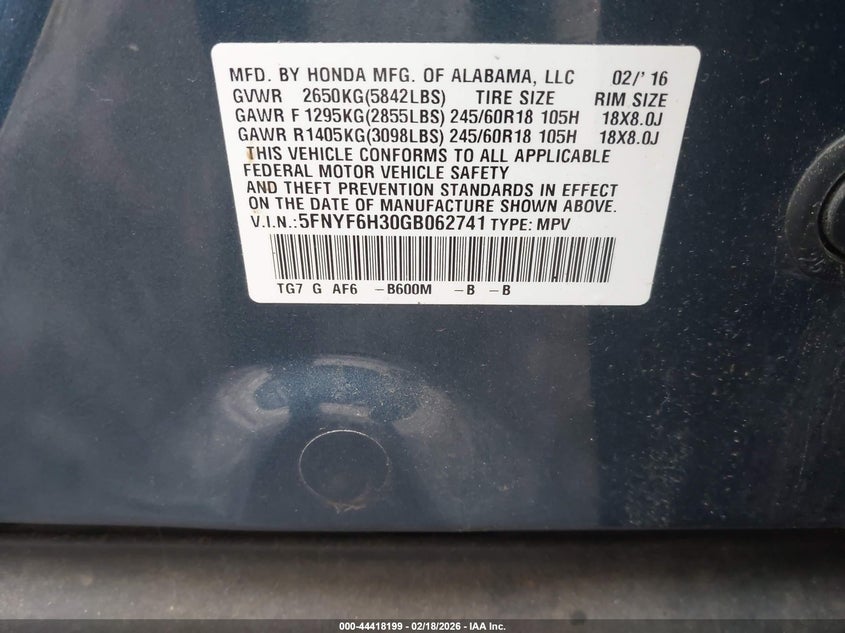 MFD. BY HONDA MFG. OF ALABAMA, LLC 02/' 16
GVWR 2650KG(5842LBS) TIRE SIZE RIM SIZE
GAWR F 1295KG(2855LBS) 245/60R18 105H 18X8.0J
GAWR R1405KG(3098LBS) 245/60R18 105H 18X8.0J
THIS VEHICLE CONFORMS TO ALL APPLICABLE
FEDERAL MOTOR VEHICLE SAFETY
AND THEFT PREVENTION STANDARDS IN EFFECT
ON THE DATE OF MANUFACTURE SHOWN ABOVE.
V.I.N.:5FNYF6H30GB062741 TYPE: MPV
TG7 G AF6 -B600M -B -B
000-44418199 - 02/18/2026 - IAA Inc.